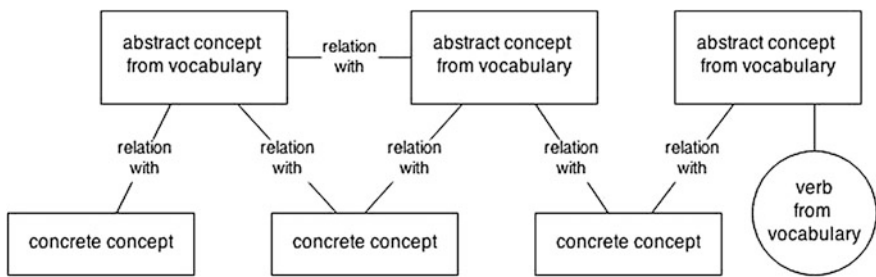 abstract concept
from vocabulary
relation
with
abstract concept
from vocabulary
abstract concept
from vocabulary
relation
with
relation
with
relation
with
relation
with
relation
with
concrete concept
concrete concept
concrete concept
verb
from
vocabulary